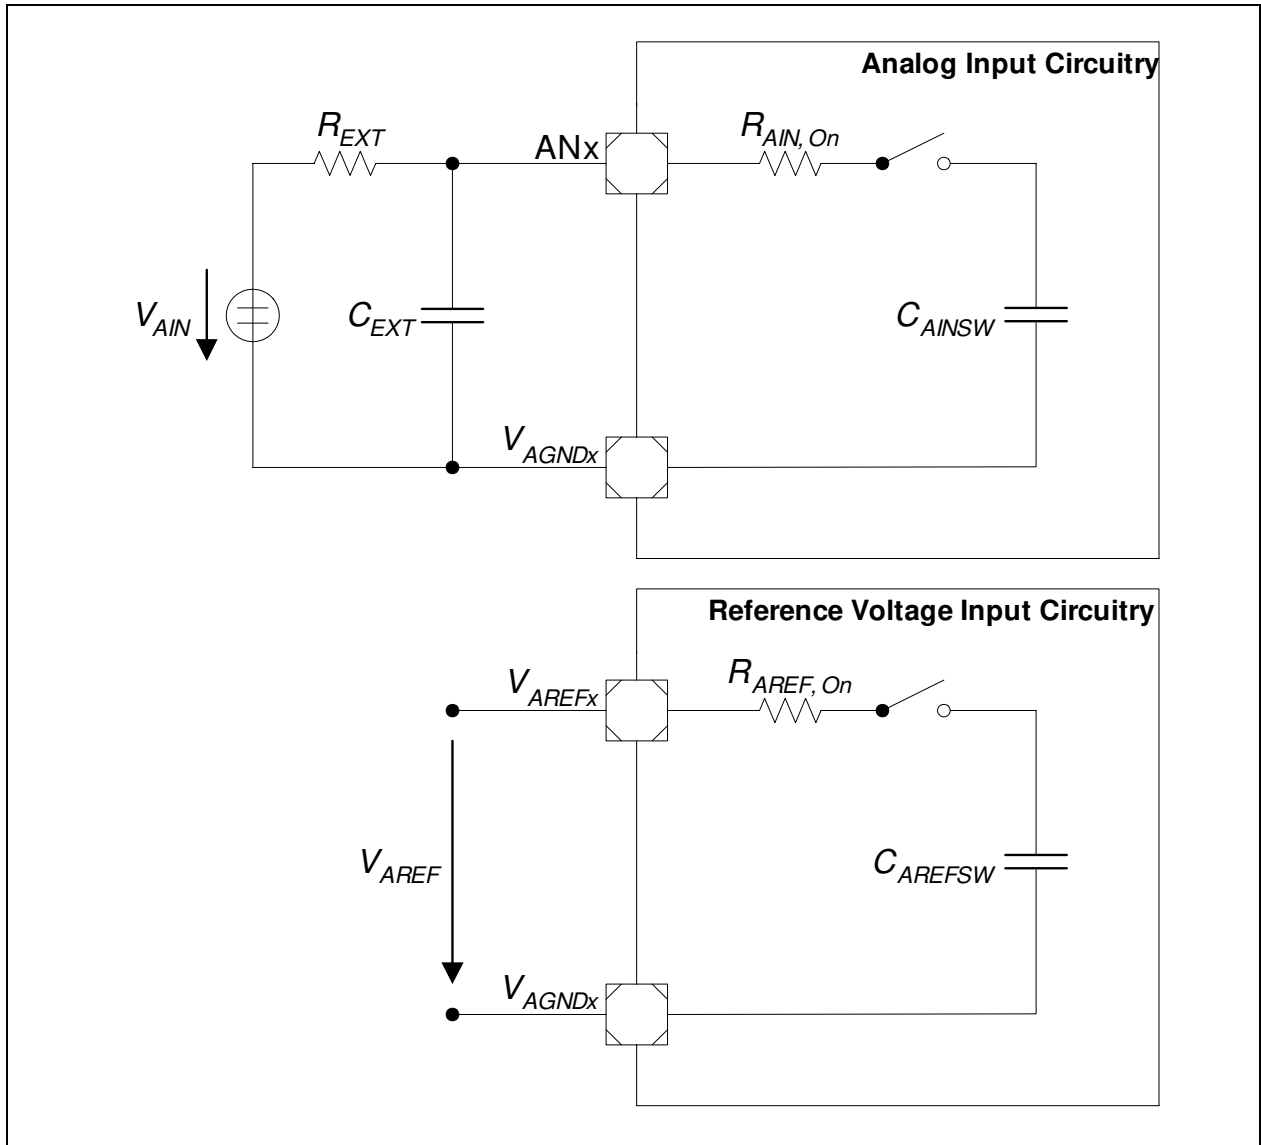 Analog Input Circuitry
R_EXT
ANx
R_AIN, On
V_AIN
C_EXT
C_AINSW
V_AGNDx
Reference Voltage Input Circuitry
V_AREFx
R_AREF, On
V_AREF
C_AREFSW
V_AGNDx